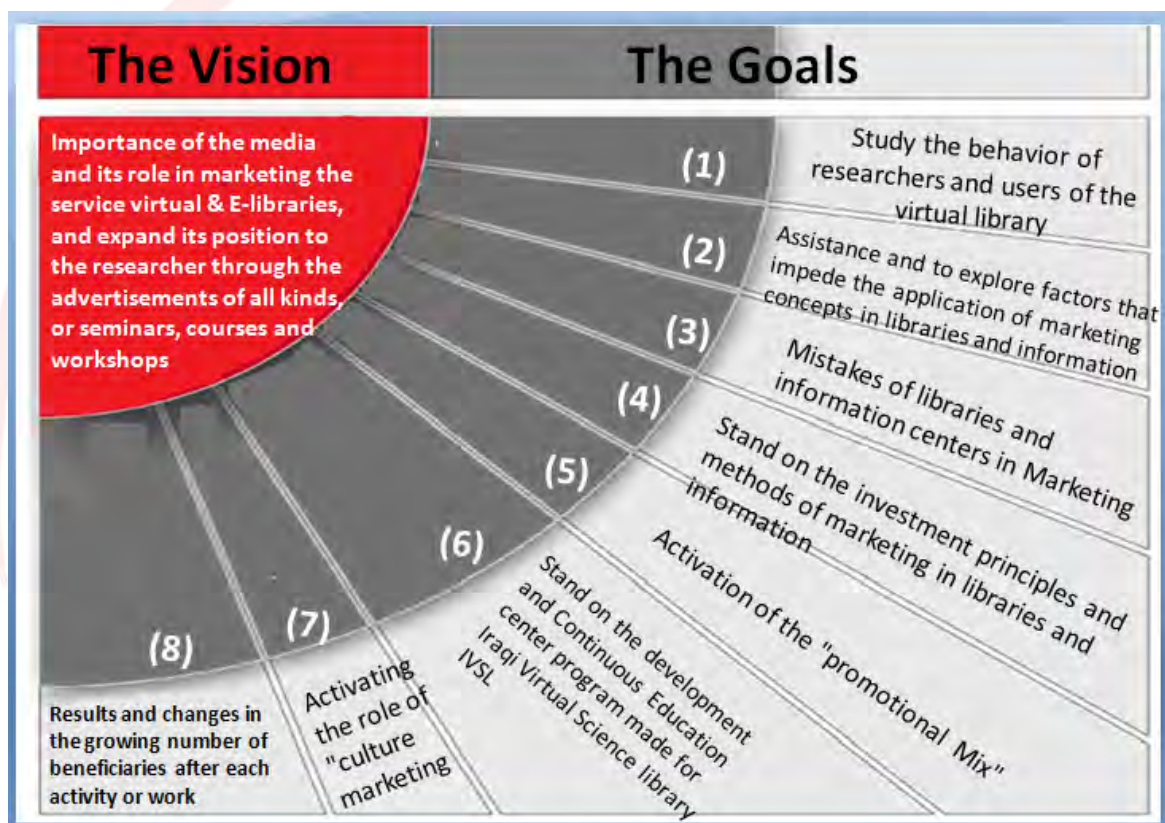 The Vision
The Goals
Importance of the media
and its role in marketing the
service virtual & E-libraries,
and expand its position to
the researcher through the
advertisements of all kinds,
or seminars, courses and
workshops
(1)
Study the behavior of
researchers and users of the
virtual library
(2)
Assistance and to explore factors that
impede the application of marketing
concepts in libraries and information
(3)
Mistakes of libraries and
information centers in Marketing
(4)
Stand on the investment principles and
methods of marketing in libraries and
information
(5)
Activation of the "promotional Mix"
(6)
Stand on the development
and Continuous Education
center program made for
Iraqi Virtual Science library
IVSL
(7)
Activating
the role of
"culture
marketing
(8)
Results and changes in
the growing number of
beneficiaries after each
activity or work